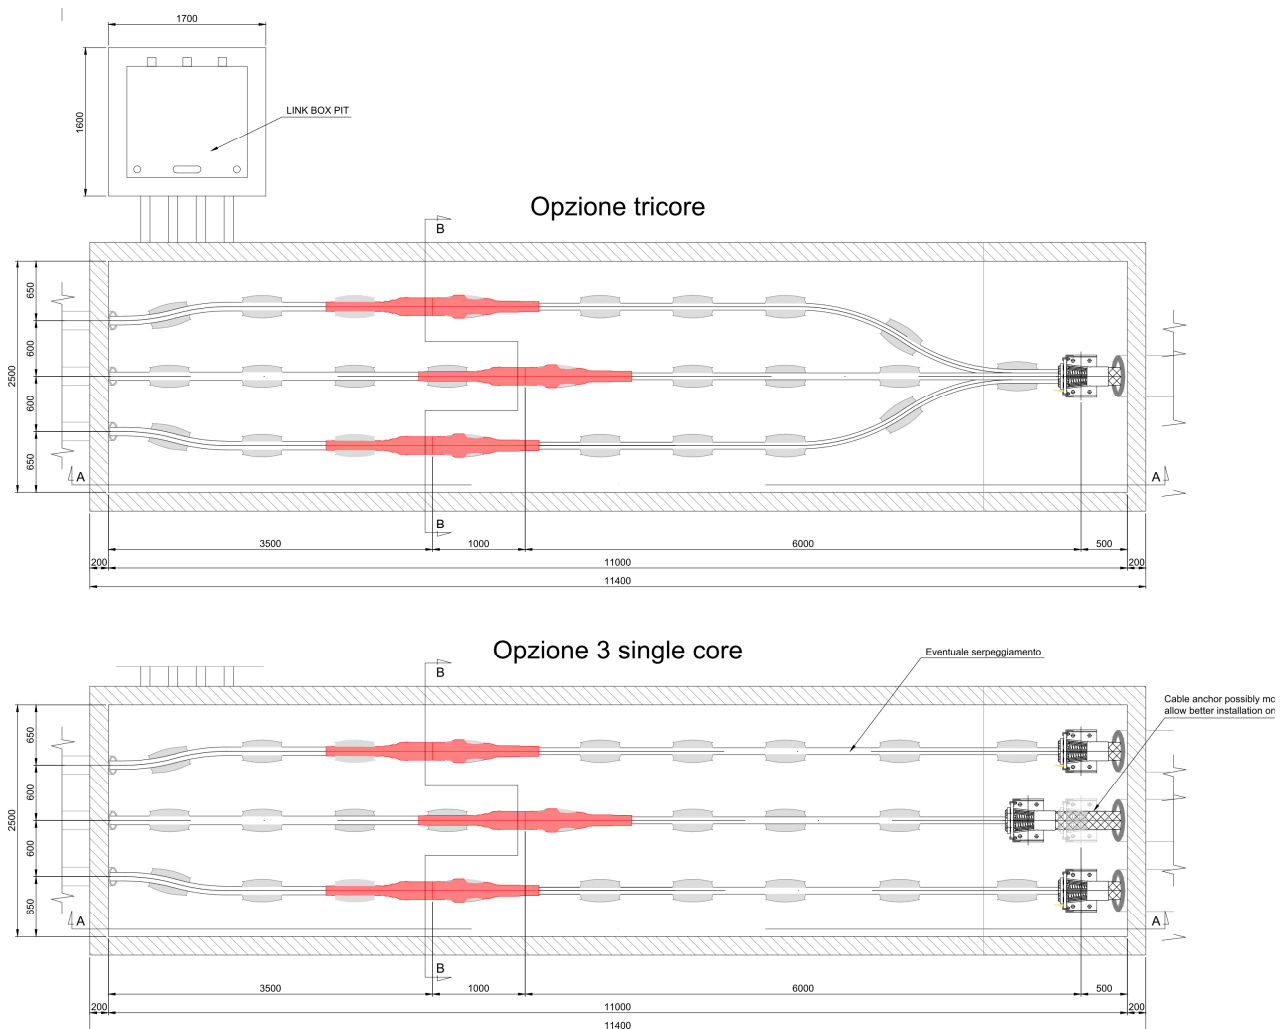 1700
1600
LINK BOX PIT
Opzione tricore
B
650
600
2500
600
650
A
A
B
3500
1000
6000
500
200
11000
200
11400
Opzione 3 single core
Eventuale serpeggiamento
B
Cable anchor possibly mo
allow better installation on
650
600
2500
600
350
A
A
B
3500
1000
6000
500
200
11000
200
11400